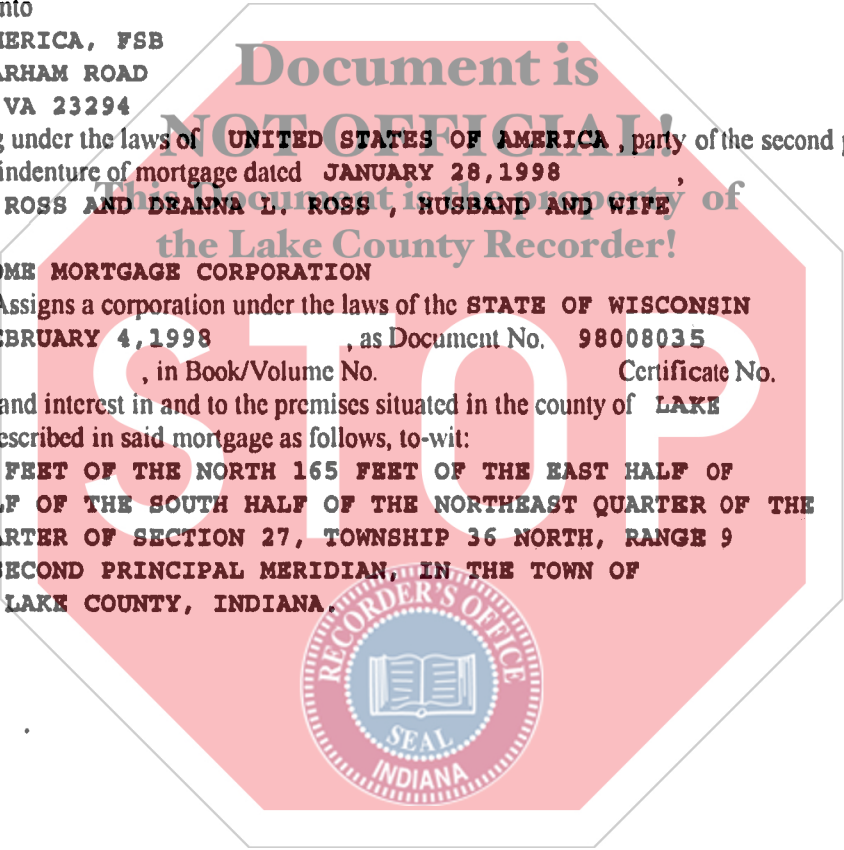 nto
MERICA, FSB
ARHAM ROAD
VA 23294
g under the laws of UNITED STATES OF AMERICA , party of the second p
indenture of mortgage dated JANUARY 28,1998 ,
ROSS AND DEANNA L. ROSS , HUSBAND AND WIFE
OME MORTGAGE CORPORATION
Assigns a corporation under the laws of the STATE OF WISCONSIN
EBRUARY 4,1998 , as Document No. 98008035
, in Book/Volume No. Certificate No.
and interest in and to the premises situated in the county of LAKE
escribed in said mortgage as follows, to-wit:
FEET OF THE NORTH 165 FEET OF THE EAST HALF OF
LF OF THE SOUTH HALF OF THE NORTHEAST QUARTER OF THE
ARTER OF SECTION 27, TOWNSHIP 36 NORTH, RANGE 9
SECOND PRINCIPAL MERIDIAN, IN THE TOWN OF
LAKE COUNTY, INDIANA.
Document is
NOT OFFICIAL!
This Document is the property of
the Lake County Recorder!
STOP
RECORDER'S OFFICE
SEAL
INDIANA